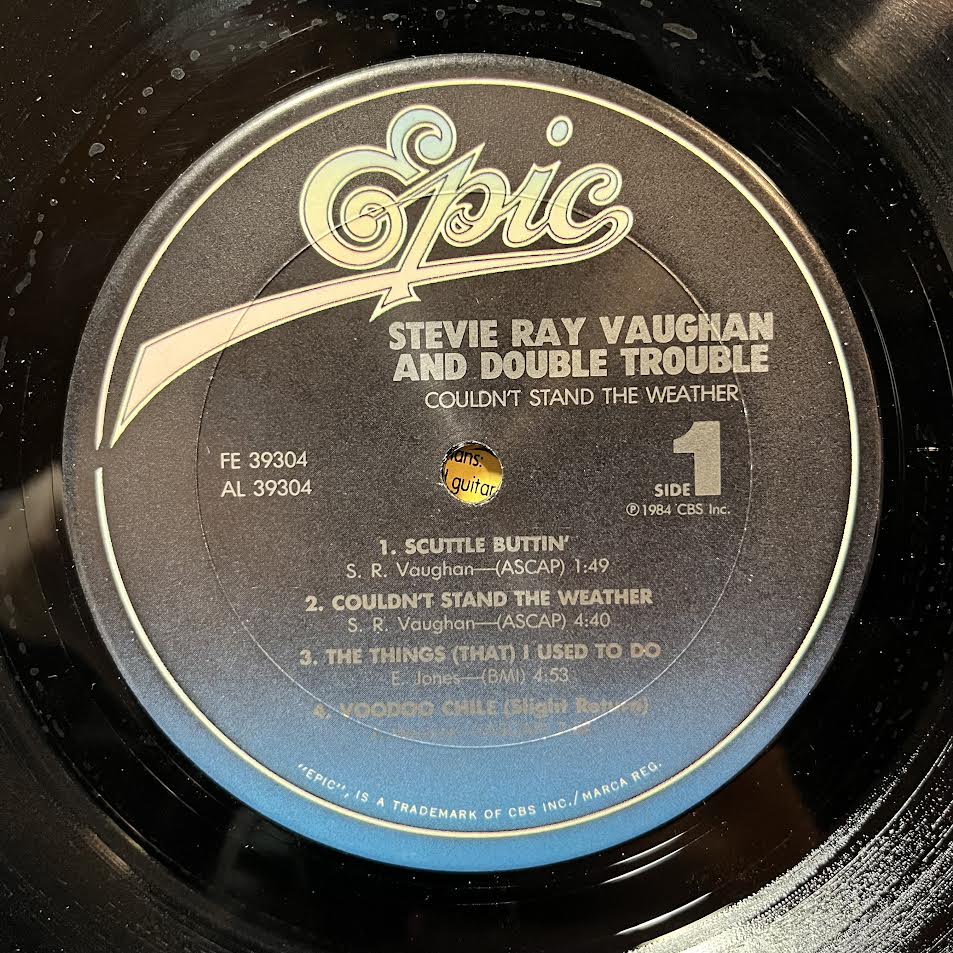 Epic
STEVIE RAY VAUGHAN
AND DOUBLE TROUBLE
COULDN'T STAND THE WEATHER
FE 39304
AL 39304
SIDE 1
Ⓟ1984 CBS Inc.
ans:
guitar
1. SCUTTLE BUTTIN'
S. R. Vaughan—(ASCAP) 1:49
2. COULDN'T STAND THE WEATHER
S. R. Vaughan—(ASCAP) 4:40
3. THE THINGS (THAT) I USED TO DO
E. Jones—(BMI) 4:53
4. VOODOO CHILE (Slight Return)
"EPIC", IS A TRADEMARK OF CBS INC./MARCA REG.